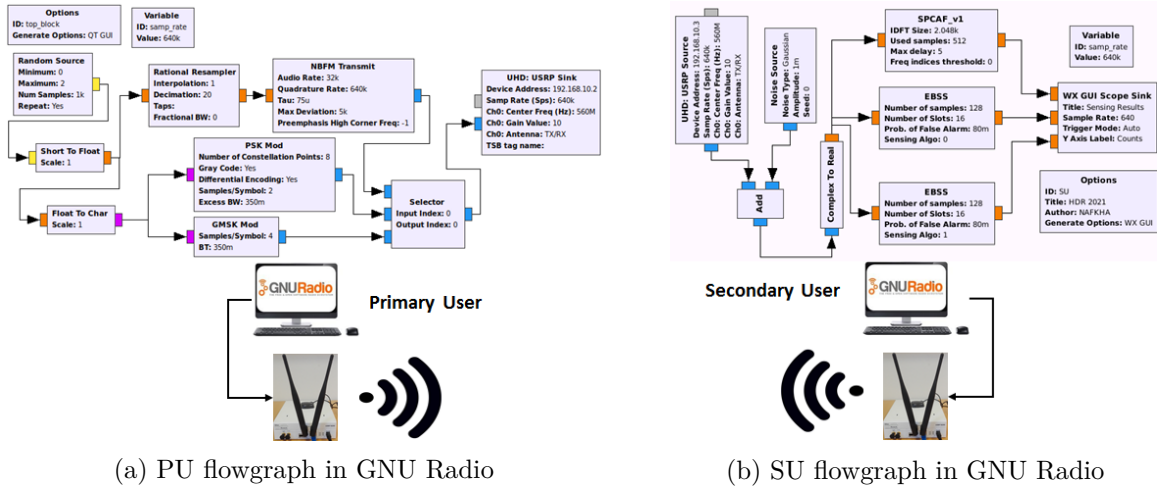 Options
ID: top_block
Generate Options: QT GUI
Variable
ID: samp_rate
Value: 640k
Random Source
Minimum: 0
Maximum: 2
Num Samples: 1k
Repeat: Yes
Rational Resampler
Interpolation: 1
Decimation: 20
Taps:
Fractional BW: 0
NBFM Transmit
Audio Rate: 32k
Quadrature Rate: 640k
Tau: 75u
Max Deviation: 5k
Preemphasis High Corner Freq: -1
UHD: USRP Sink
Device Address: 192.168.10.2
Samp Rate (Sps): 640k
Ch0: Center Freq (Hz): 560M
Ch0: Gain Value: 10
Ch0: Antenna: TX/RX
TSB tag name:
Short To Float
Scale: 1
PSK Mod
Number of Constellation Points: 8
Gray Code: Yes
Differential Encoding: Yes
Samples/Symbol: 2
Excess BW: 350m
Float To Char
Scale: 1
GMSK Mod
Samples/Symbol: 4
BT: 350m
Selector
Input Index: 0
Output Index: 0
GNURadio
Primary User
(a) PU flowgraph in GNU Radio
UHD: USRP Source
Device Address: 192.168.10.3
Samp Rate (Sps): 640k
Ch0: Center Freq (Hz): 560M
Ch0: Gain Value: 10
Ch0: Antenna: TX/RX
Noise Source
Noise Type: Gaussian
Amplitude: 1m
Seed: 0
SPCAF_v1
IDFT Size: 2.048k
Used samples: 512
Max delay: 5
Freq indices threshold: 0
Variable
ID: samp_rate
Value: 640k
EBSS
Number of samples: 128
Number of Slots: 16
Prob. of False Alarm: 80m
Sensing Algo: 0
WX GUI Scope Sink
Title: Sensing Results
Sample Rate: 640
Trigger Mode: Auto
Y Axis Label: Counts
Add
Complex To Real
EBSS
Number of samples: 128
Number of Slots: 16
Prob. of False Alarm: 80m
Sensing Algo: 1
Options
ID: SU
Title: HDR 2021
Author: NAFKHA
Generate Options: WX GUI
Secondary User
GNURadio
(b) SU flowgraph in GNU Radio